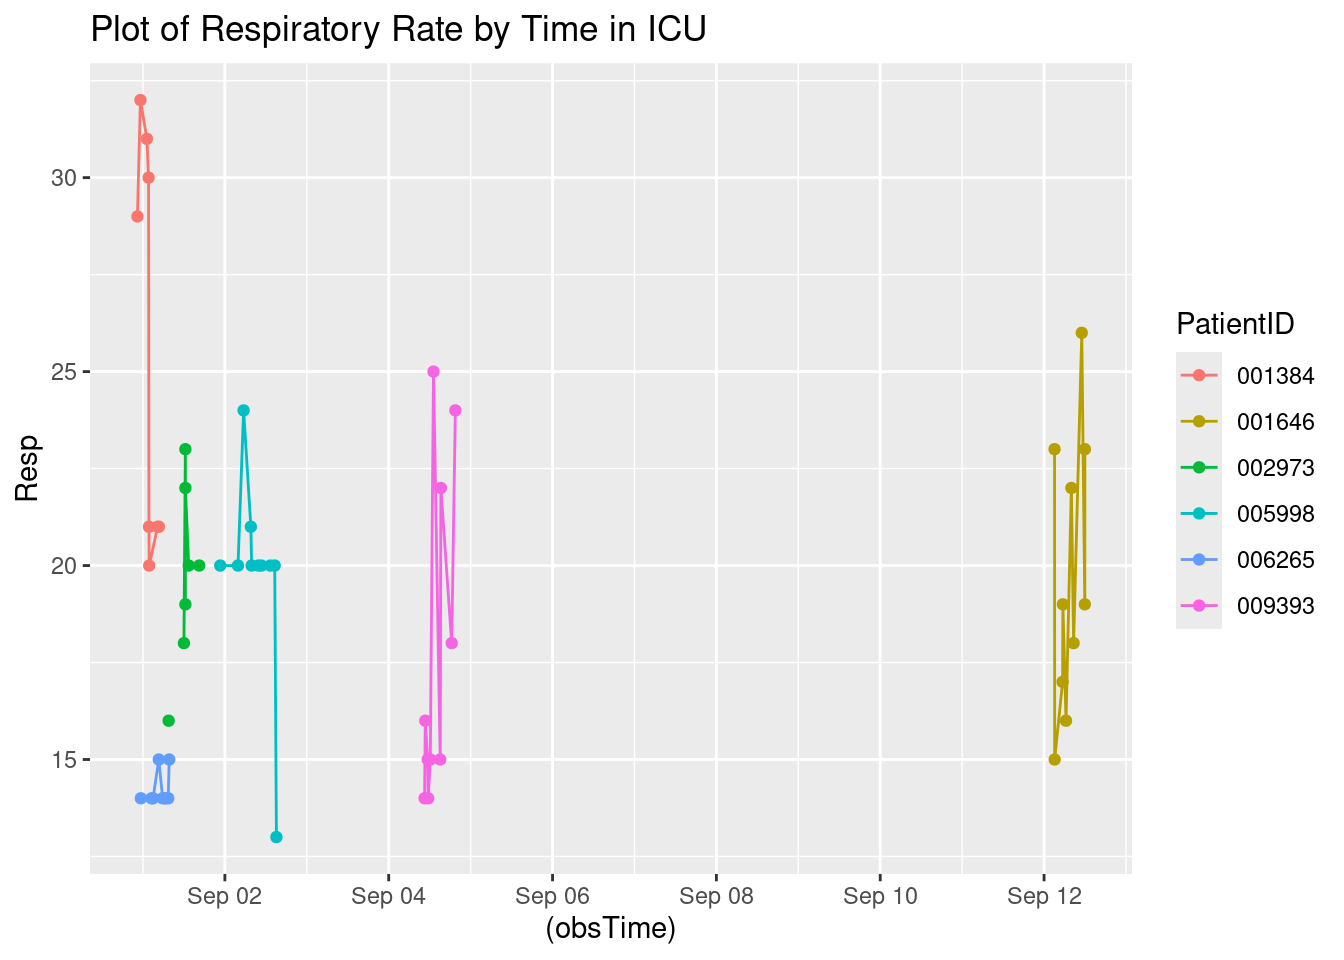 Plot of Respiratory Rate by Time in ICU
Resp
30
25
20
15
Sep 02 Sep 04 Sep 06 Sep 08 Sep 10 Sep 12
(obsTime)
PatientID
001384
001646
002973
005998
006265
009393